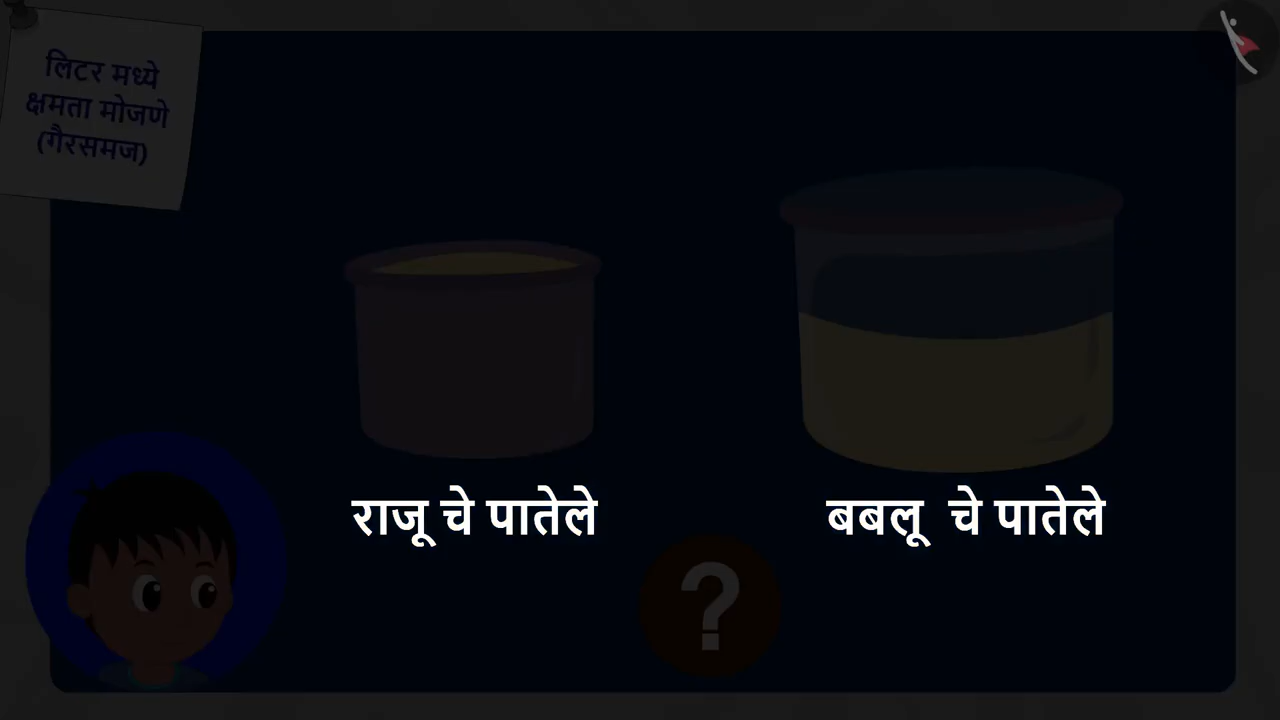 लिटर मध्ये
क्षमता मोजणे
(गैरसमज)
राजू चे पातेले
बबलू चे पातेले
?